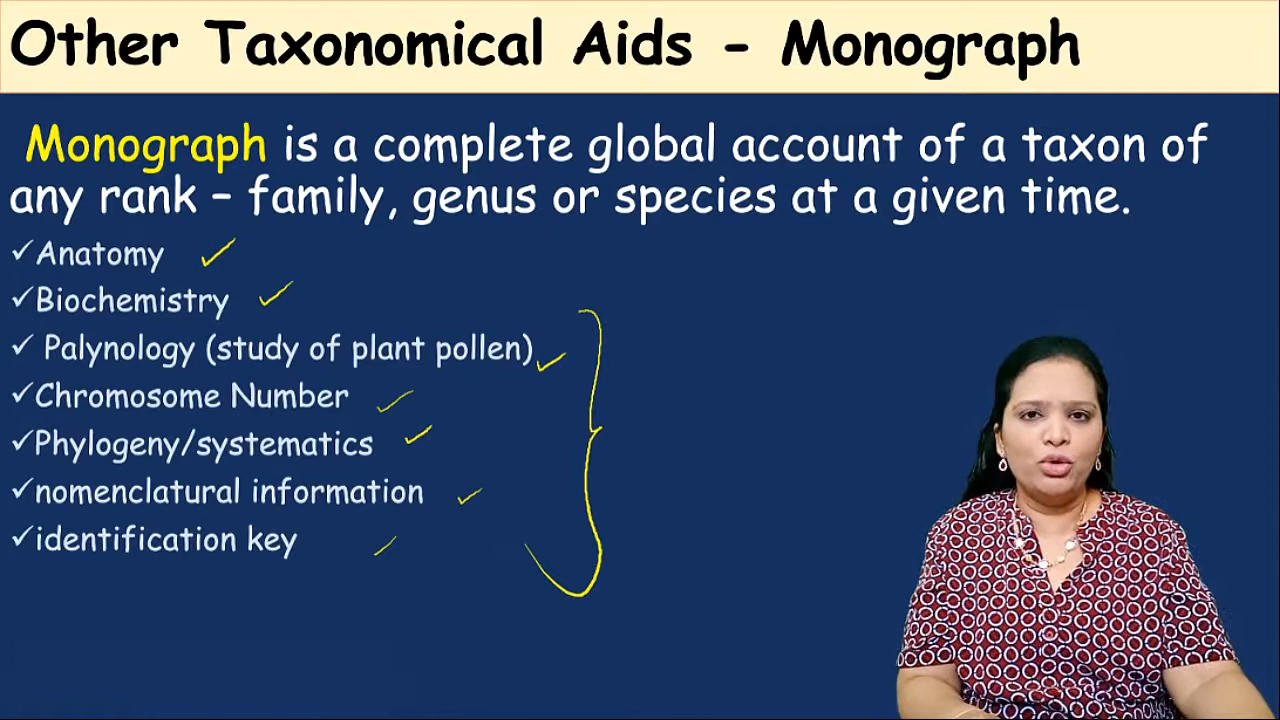 Other Taxonomical Aids - Monograph
Monograph is a complete global account of a taxon of
any rank – family, genus or species at a given time.
✓Anatomy
✓Biochemistry
✓ Palynology (study of plant pollen)
✓Chromosome Number
✓Phylogeny/systematics
✓nomenclatural information
✓identification key